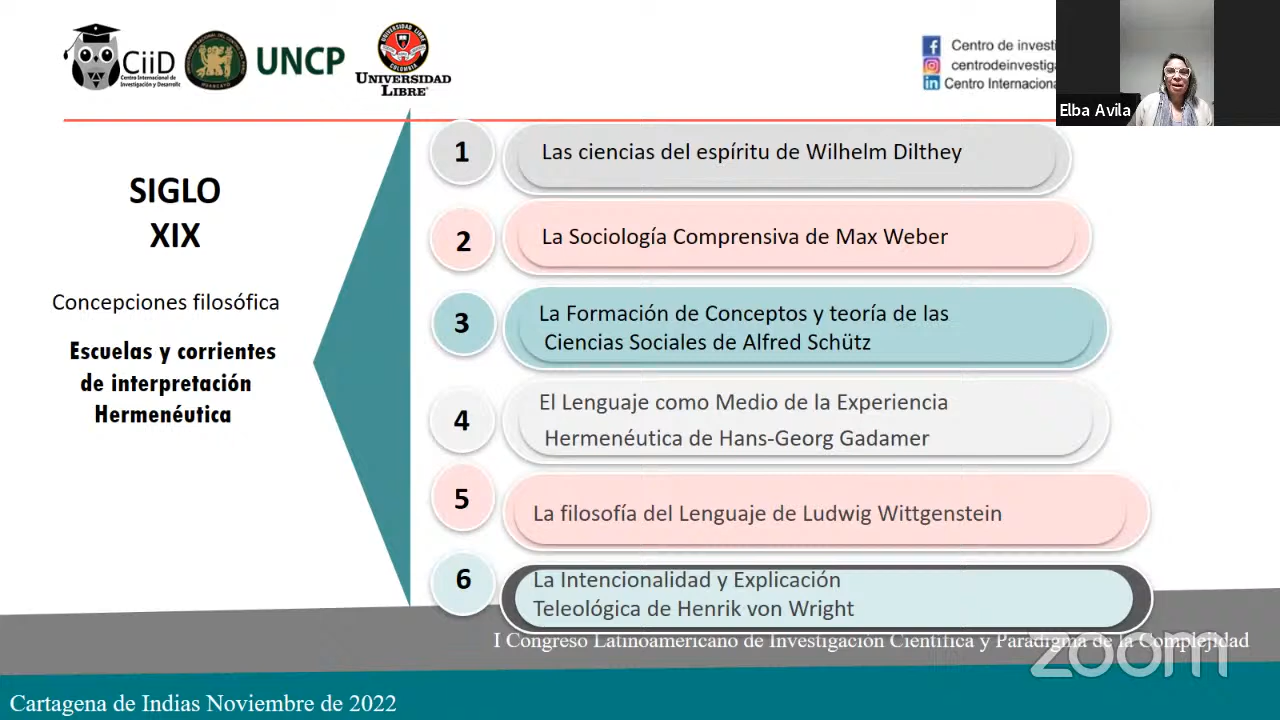 CiiD
Centro Internacional de
Investigación y Desarrollo
UNCP
UNIVERSIDAD LIBRE
COLOMBIA
UNIVERSIDAD
LIBRE
Centro de investi
centrodeinvestiga
Centro Internaciona
Elba Avila
SIGLO
XIX
Concepciones filosófica
Escuelas y corrientes
de interpretación
Hermenéutica
1
Las ciencias del espíritu de Wilhelm Dilthey
2
La Sociología Comprensiva de Max Weber
3
La Formación de Conceptos y teoría de las
Ciencias Sociales de Alfred Schütz
4
El Lenguaje como Medio de la Experiencia
Hermenéutica de Hans-Georg Gadamer
5
La filosofía del Lenguaje de Ludwig Wittgenstein
6
La Intencionalidad y Explicación
Teleológica de Henrik von Wright
I Congreso Latinoamericano de Investigación Científica y Paradigma de la Complejidad
zoom
Cartagena de Indias Noviembre de 2022